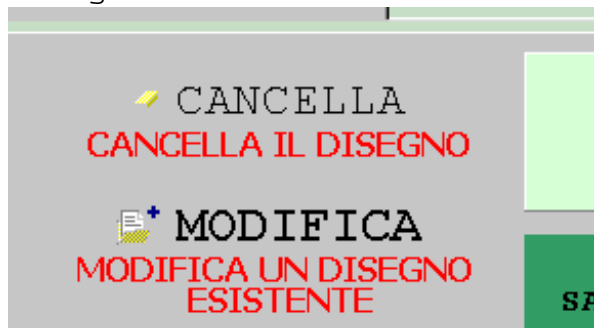 CANCELLA
CANCELLA IL DISEGNO
MODIFICA
MODIFICA UN DISEGNO
ESISTENTE